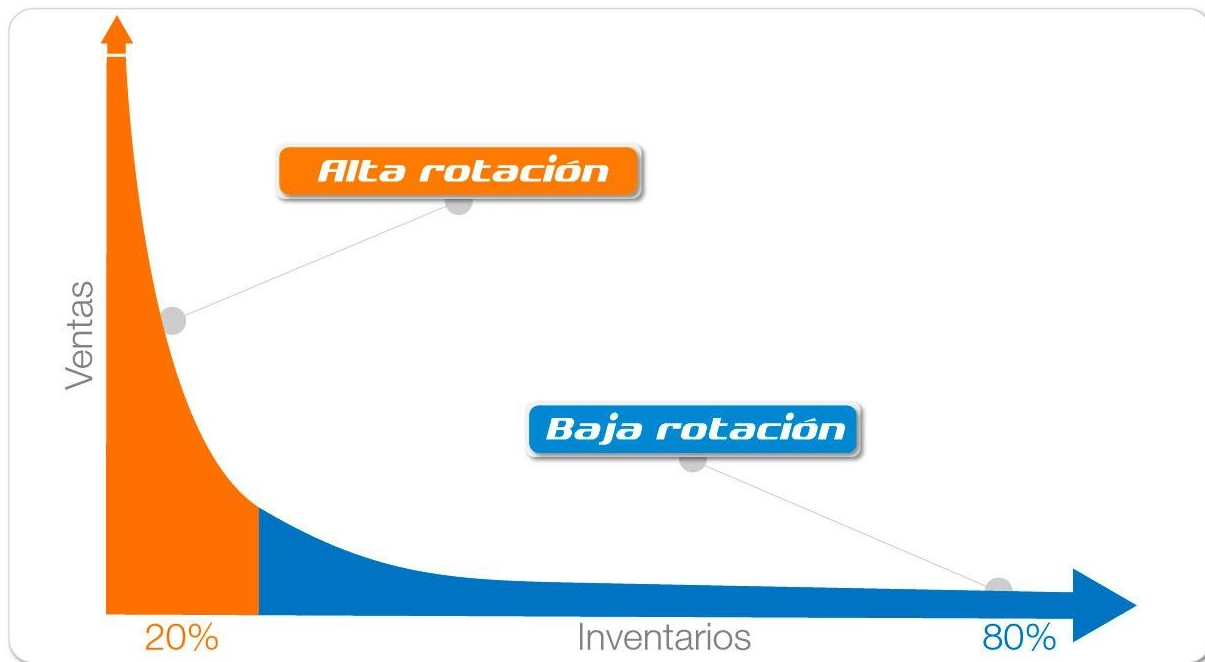 Alta rotación
Ventas
Baja rotación
20%
Inventarios
80%